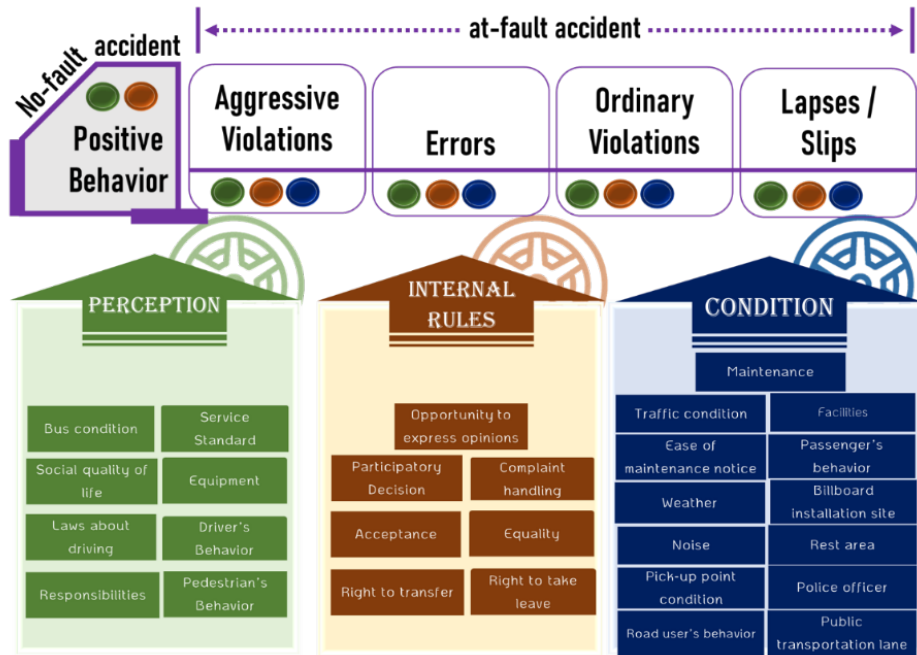 at-fault accident
No-fault accident
Positive
Behavior
Aggressive
Violations
Errors
Ordinary
Violations
Lapses /
Slips
PERCEPTION
Bus condition
Service
Standard
Social quality of
life
Equipment
Laws about
driving
Driver's
Behavior
Responsibilities
Pedestrian's
Behavior
INTERNAL
RULES
Opportunity to
express opinions
Participatory
Decision
Complaint
handling
Acceptance
Equality
Right to transfer
Right to take
leave
CONDITION
Maintenance
Traffic condition
Facilities
Ease of
maintenance notice
Passenger's
behavior
Weather
Billboard
installation site
Noise
Rest area
Pick-up point
condition
Police officer
Road user's behavior
Public
transportation lane